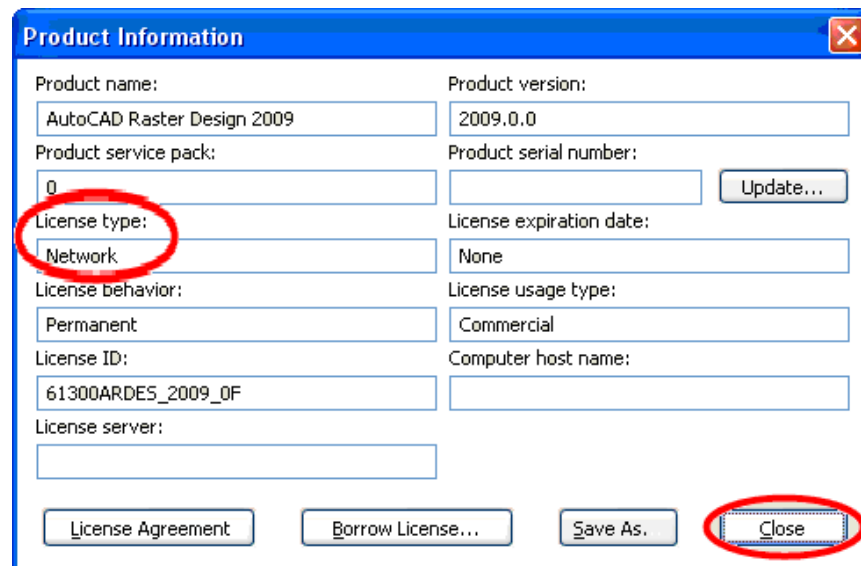 Product Information
Product name: Product version:
AutoCAD Raster Design 2009 2009.0.0
Product service pack: Product serial number:
0 Update...
License type: License expiration date:
Network None
License behavior: License usage type:
Permanent Commercial
License ID: Computer host name:
61300ARDES_2009_0F
License server:
License Agreement Borrow License... Save As. Close